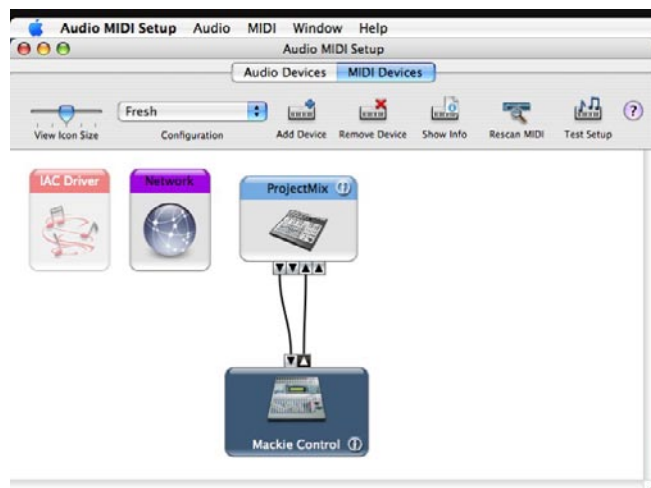 Audio MIDI Setup Audio MIDI Window Help
Audio MIDI Setup
Audio Devices MIDI Devices
Fresh
View Icon Size Configuration Add Device Remove Device Show Info Rescan MIDI Test Setup ?
IAC Driver Network ProjectMix i
Mackie Control i